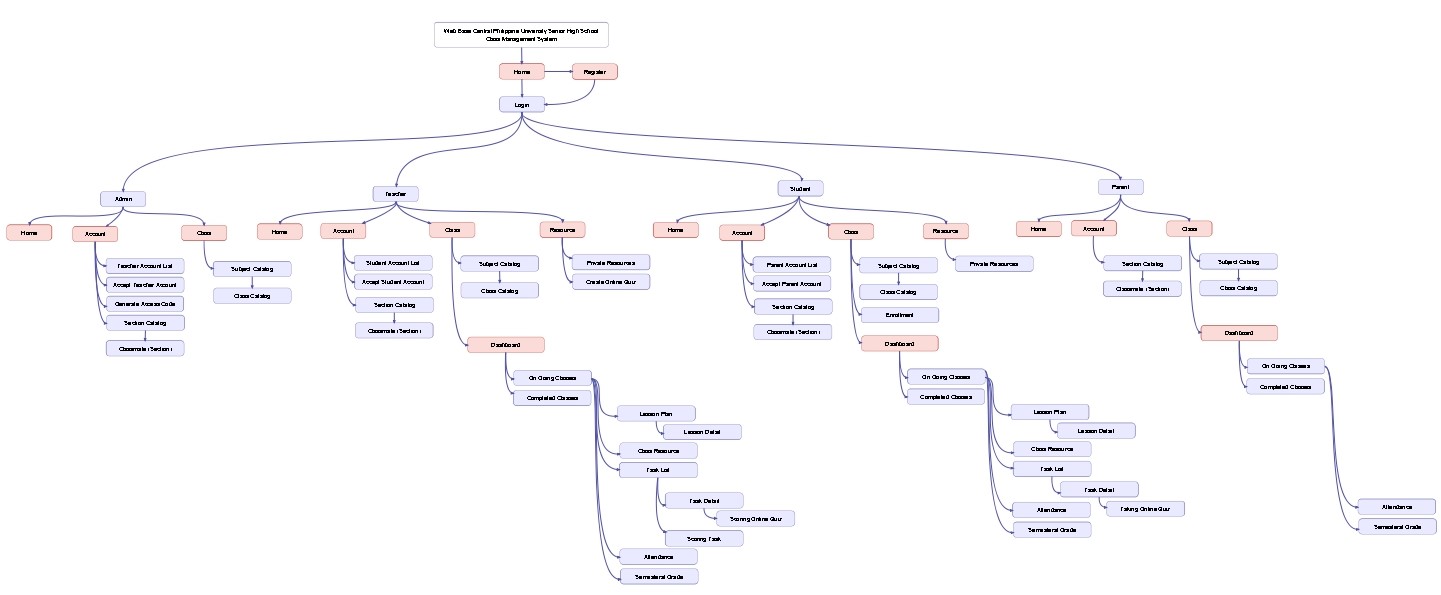 Web Base Central Philippine University Senior High School
Class Management System
Home
Register
Login
Admin
Home
Account
Teacher Account List
Accept Teacher Account
Generate Access Code
Section Catalog
Classmate (Section)
Class
Subject Catalog
Class Catalog
Teacher
Home
Account
Student Account List
Accept Student Account
Section Catalog
Classmate (Section)
Class
Subject Catalog
Class Catalog
Dashboard
On Going Classes
Completed Classes
Lesson Plan
Lesson Detail
Class Resource
Task List
Task Detail
Scoring Online Quiz
Scoring Task
Attendance
Semesteral Grade
Resource
Private Resources
Create Online Quiz
Student
Home
Account
Parent Account List
Accept Parent Account
Section Catalog
Classmate (Section)
Class
Subject Catalog
Class Catalog
Enrollment
Dashboard
On Going Classes
Completed Classes
Lesson Plan
Lesson Detail
Class Resource
Task List
Task Detail
Taking Online Quiz
Attendance
Semesteral Grade
Resource
Private Resources
Parent
Home
Account
Section Catalog
Classmate (Section)
Class
Subject Catalog
Class Catalog
Dashboard
On Going Classes
Completed Classes
Attendance
Semesteral Grade